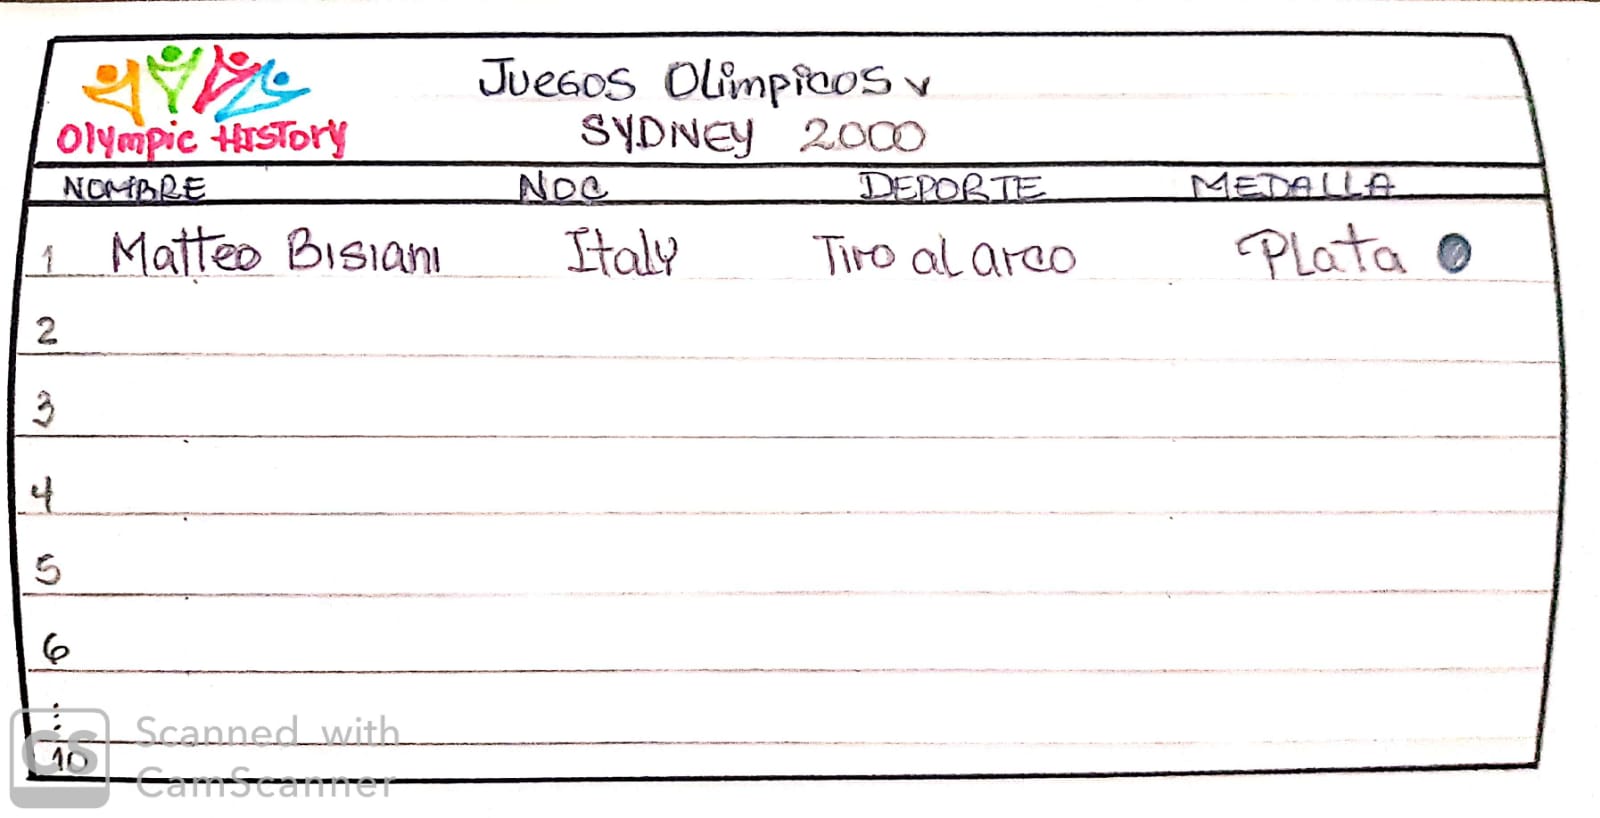 Juegos Olimpicos v
Olympic History
SYDNEY 2000
NOMBRE NOC DEPORTE MEDALLA
1 Matteo Bisiani Italy Tiro al arco Plata
2
3
4
5
6
:
10
CS Scanned with
CamScanner